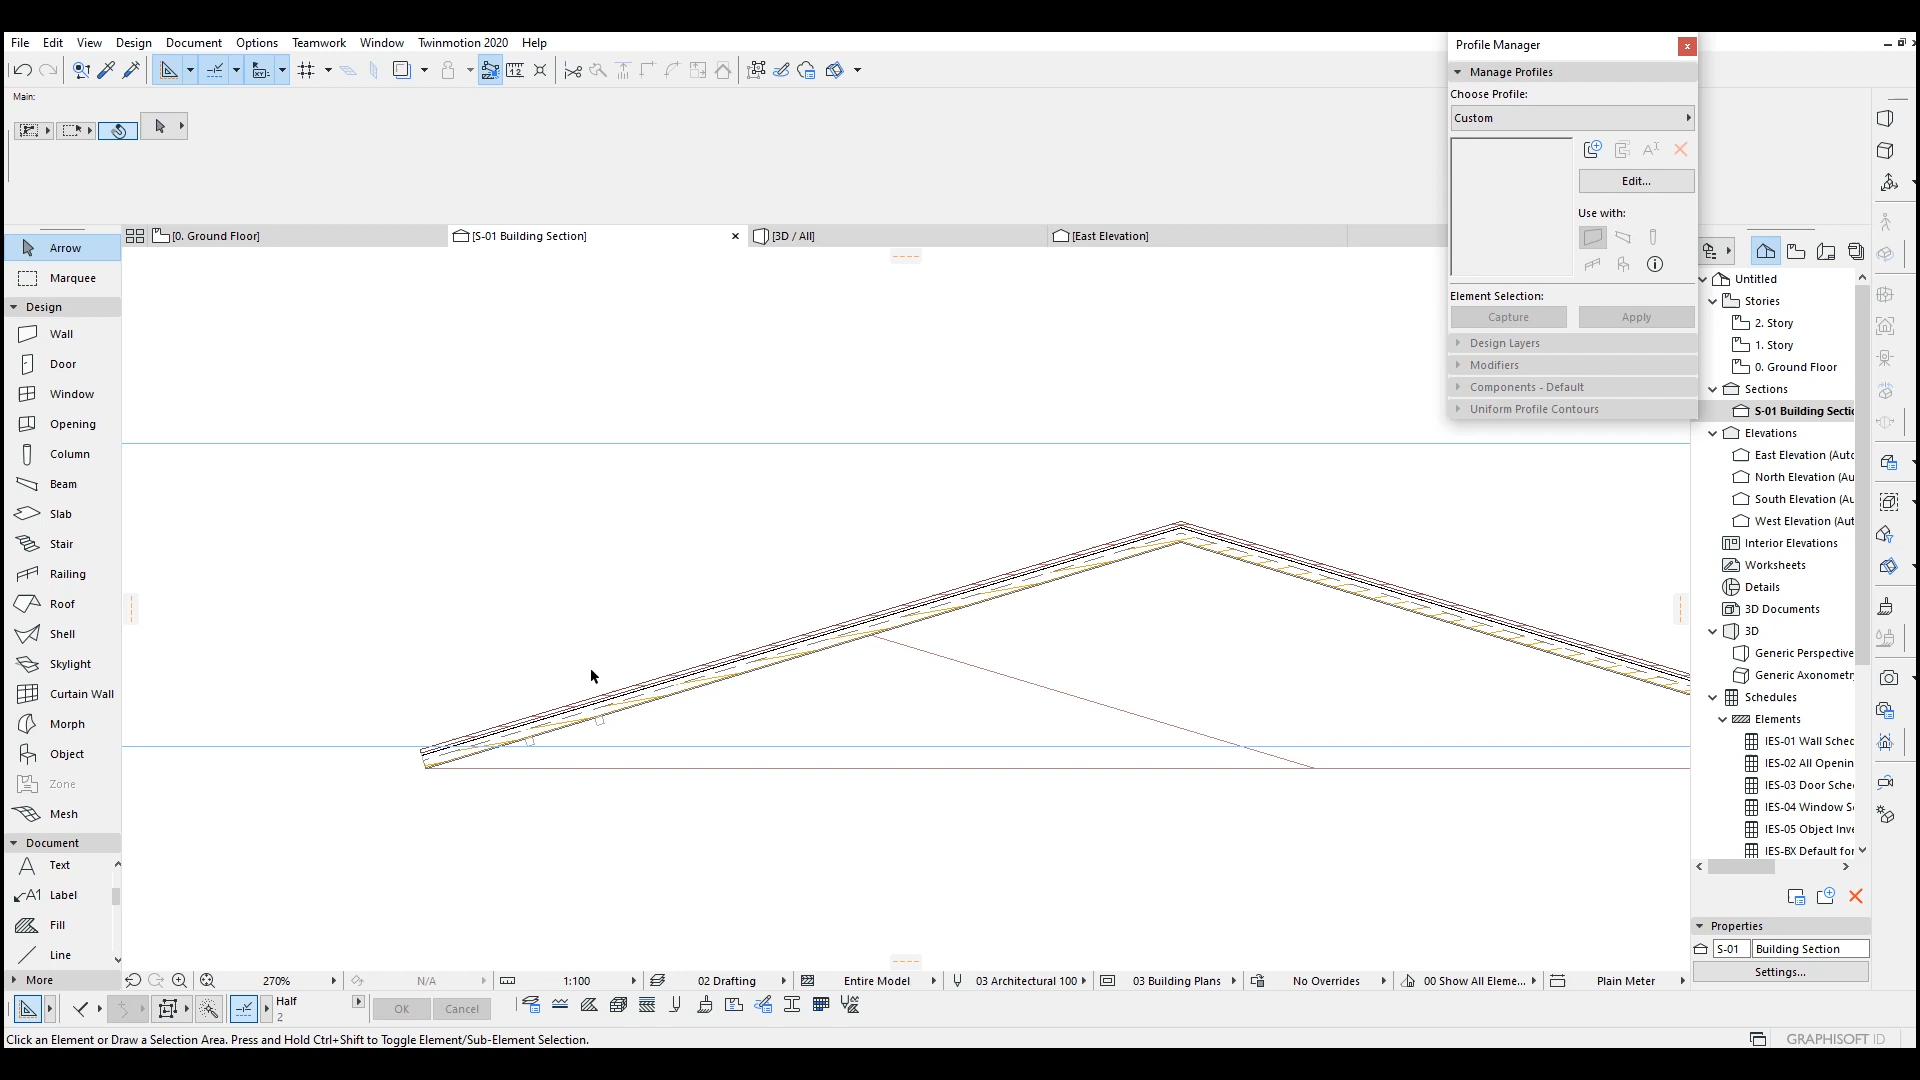 File Edit View Design Document Options Teamwork Window Twinmotion 2020 Help
Profile Manager
Manage Profiles
Choose Profile:
Custom
Edit...
Use with:
Element Selection:
Capture Apply
Design Layers
Modifiers
Components - Default
Uniform Profile Contours
Main:
[0. Ground Floor] [S-01 Building Section] [3D / All] [East Elevation]
Arrow
Marquee
Design
Wall
Door
Window
Opening
Column
Beam
Slab
Stair
Railing
Roof
Shell
Skylight
Curtain Wall
Morph
Object
Zone
Mesh
Document
Text
A1 Label
Fill
Line
More
Untitled
Stories
2. Story
1. Story
0. Ground Floor
Sections
S-01 Building Sectio
Elevations
East Elevation (Auto
North Elevation (Au
South Elevation (Au
West Elevation (Aut
Interior Elevations
Worksheets
Details
3D Documents
3D
Generic Perspective
Generic Axonometr
Schedules
Elements
IES-01 Wall Sched
IES-02 All Openin
IES-03 Door Sche
IES-04 Window S
IES-05 Object Inve
IES-BX Default for
Properties
S-01 Building Section
Settings...
270% N/A 1:100 02 Drafting Entire Model 03 Architectural 100 03 Building Plans No Overrides 00 Show All Eleme... Plain Meter
Half
2
OK Cancel
Click an Element or Draw a Selection Area. Press and Hold Ctrl+Shift to Toggle Element/Sub-Element Selection.
GRAPHISOFT ID